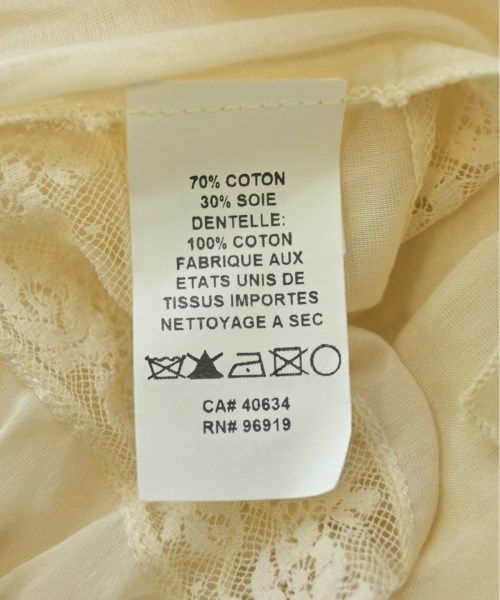 70% COTON
30% SOIE
DENTELLE:
100% COTON
FABRIQUE AUX
ETATS UNIS DE
TISSUS IMPORTES
NETTOYAGE A SEC
CA# 40634
RN# 96919